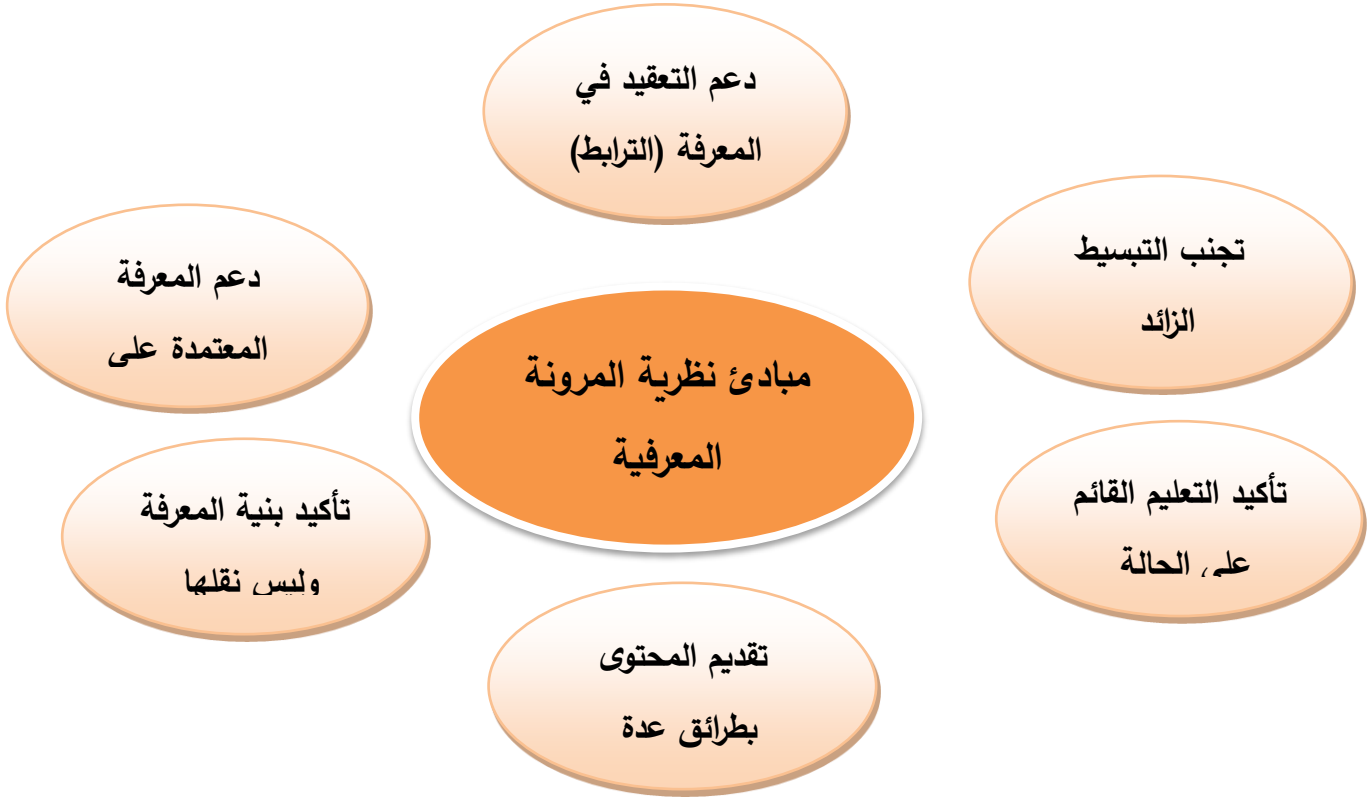 دعم التعقيد في
المعرفة (الترابط)
تجنب التبسيط
الزائد
دعم المعرفة
المعتمدة على
مبادئ نظرية المرونة
المعرفية
تأكيد التعليم القائم
على الحالة
تأكيد بنية المعرفة
وليس نقلها
تقديم المحتوى
بطرائق عدة